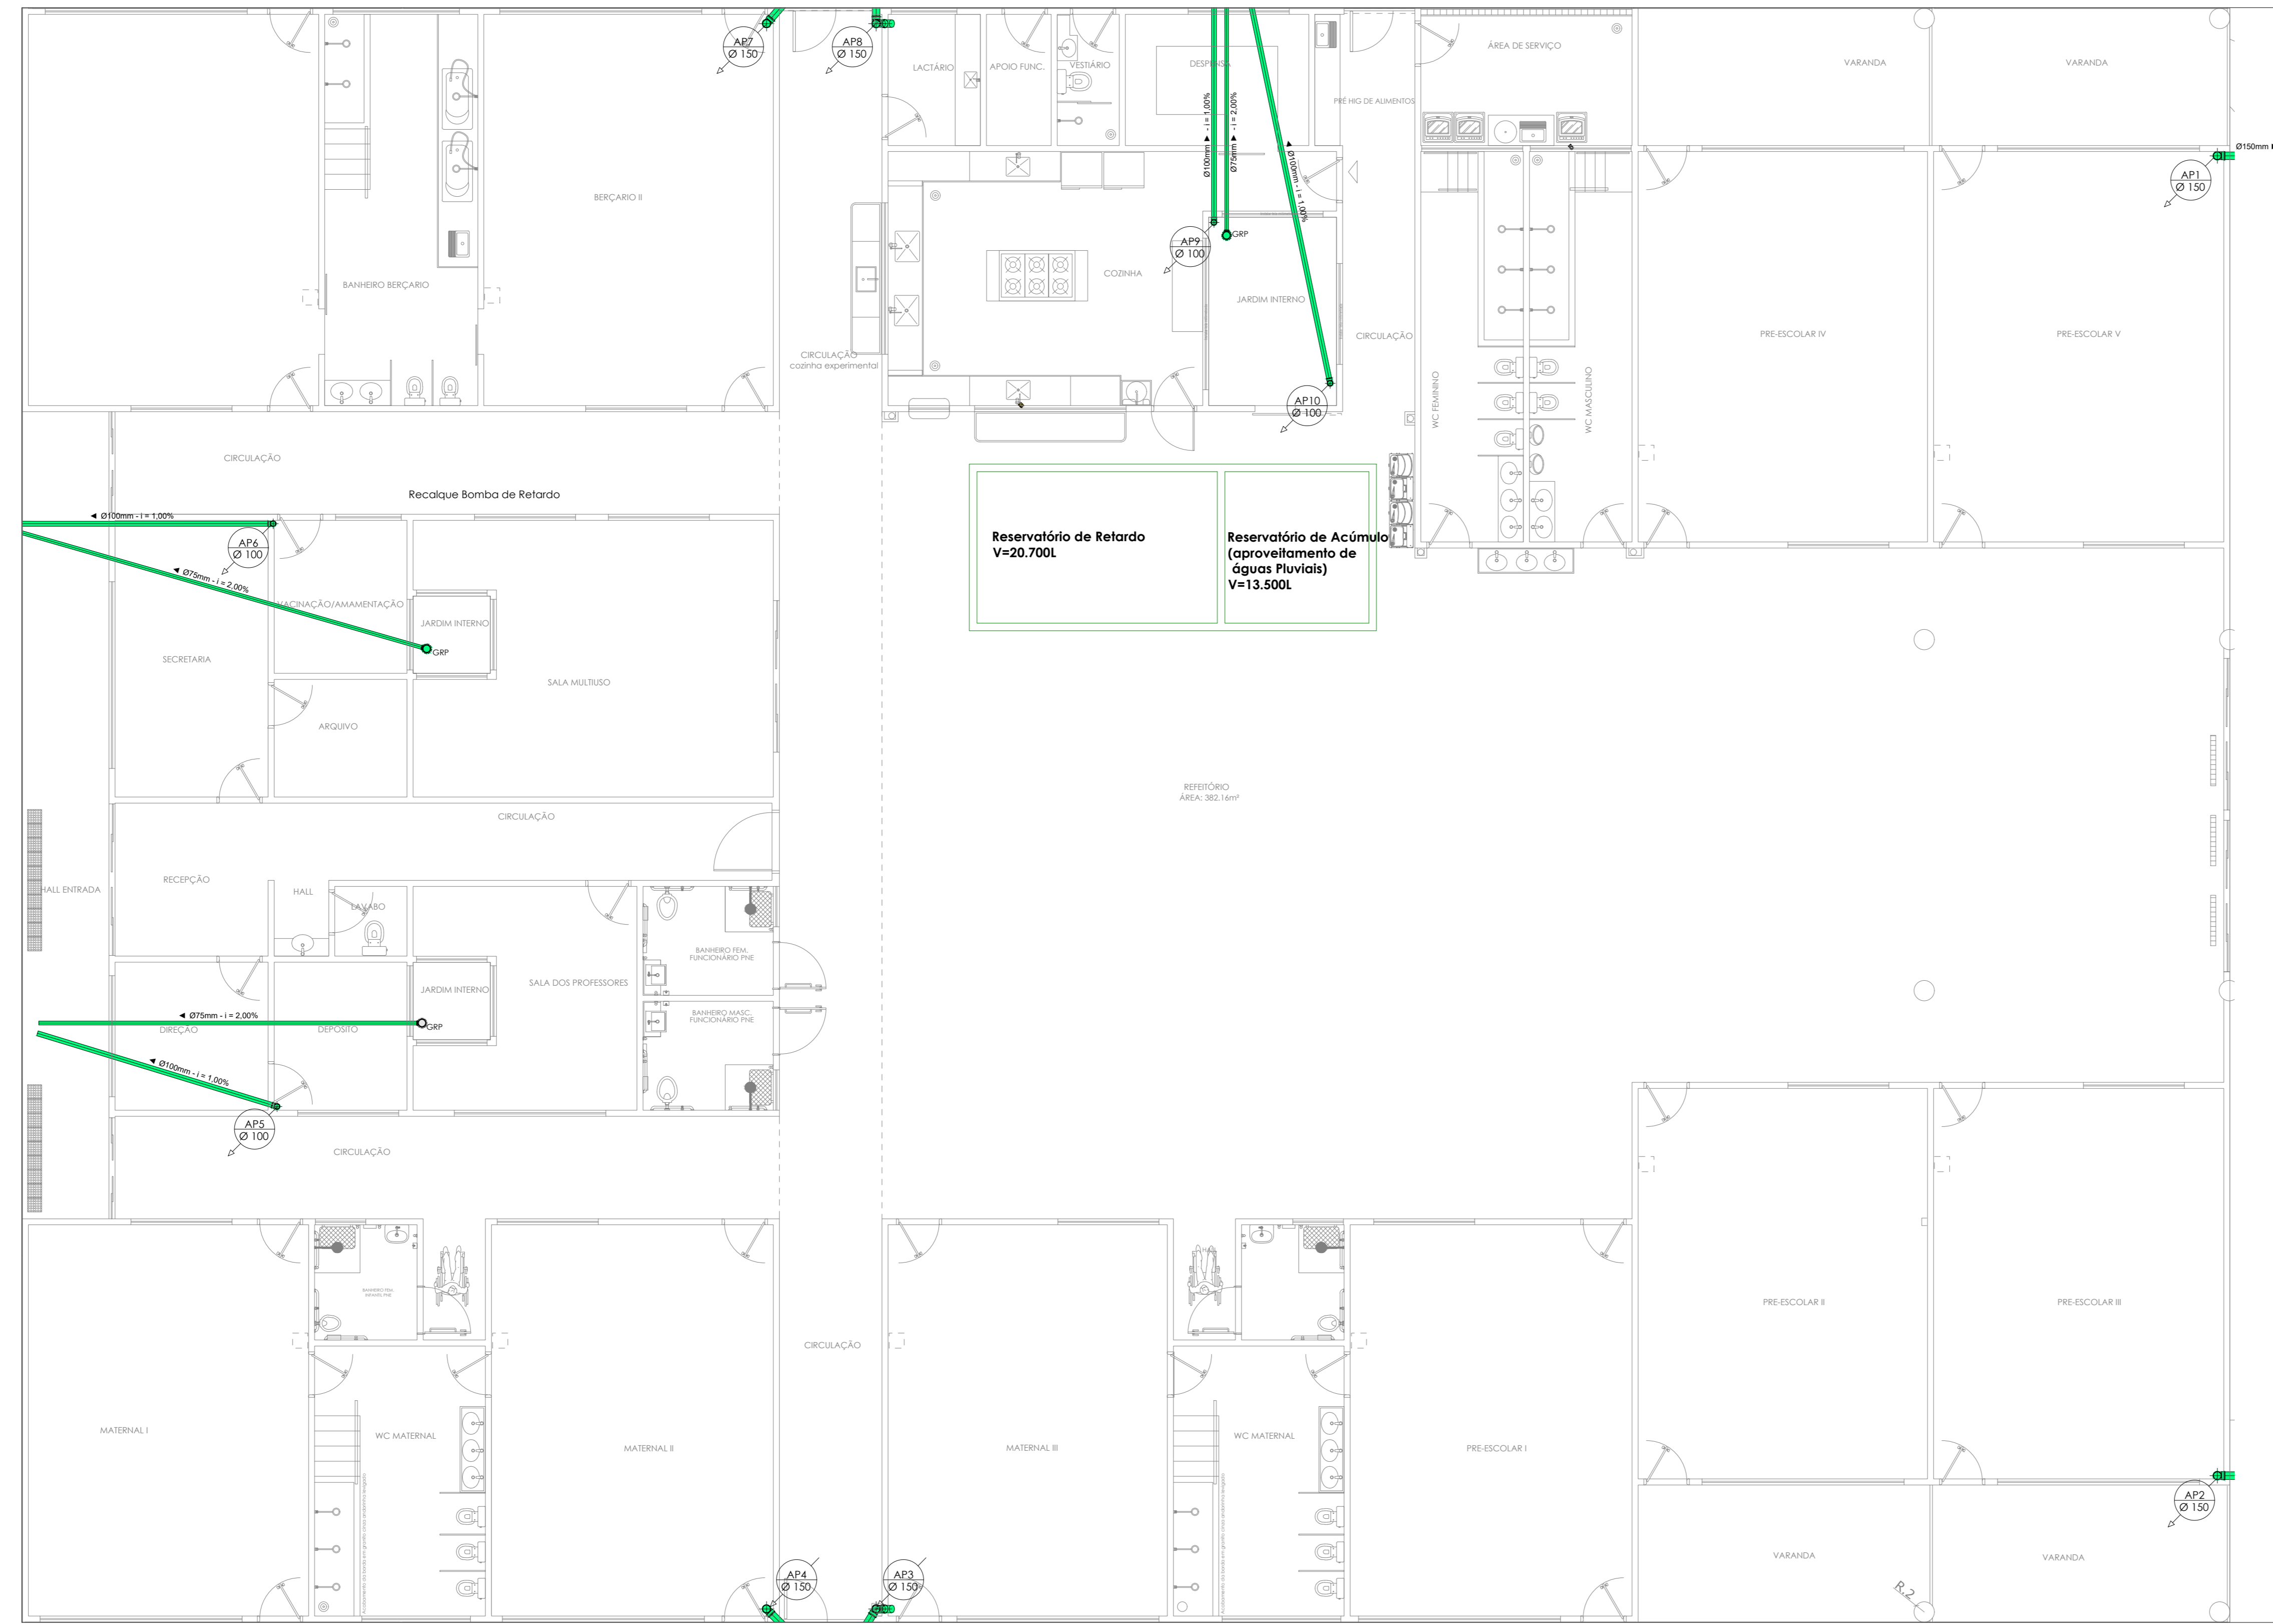 AP7
Ø 150
AP8
Ø 150
LACTÁRIO
APOIO FUNC.
VESTIÁRIO
DESPENSA
PRÉ HIG DE ALIMENTOS
ÁREA DE SERVIÇO
VARANDA
VARANDA
Ø150mm
AP1
Ø 150
Ø100mm ► - i = 1,00%
Ø75mm ► - i = 2,00%
◄ Ø100mm - i = 1,00%
BERÇARIO II
BANHEIRO BERÇARIO
AP9
Ø 100
GRP
COZINHA
JARDIM INTERNO
CIRCULAÇÃO
CIRCULAÇÃO
cozinha experimental
AP10
Ø 100
WC FEMININO
WC MASCULINO
PRE-ESCOLAR IV
PRE-ESCOLAR V
CIRCULAÇÃO
Recalque Bomba de Retardo
◄ Ø100mm - i = 1,00%
AP6
Ø 100
◄ Ø75mm - i = 2,00%
VACINAÇÃO/AMAMENTAÇÃO
JARDIM INTERNO
GRP
SECRETARIA
SALA MULTIUSO
ARQUIVO
Reservatório de Retardo
V=20.700L
Reservatório de Acúmulo
(aproveitamento de
águas Pluviais)
V=13.500L
REFEITÓRIO
ÁREA: 382.16m²
CIRCULAÇÃO
RECEPÇÃO
HALL ENTRADA
HALL
LAVABO
BANHEIRO FEM.
FUNCIONÁRIO PNE
SALA DOS PROFESSORES
JARDIM INTERNO
BANHEIRO MASC.
FUNCIONÁRIO PNE
◄ Ø75mm - i = 2,00%
GRP
DIREÇÃO
DEPOSITO
◄ Ø100mm - i = 1,00%
AP5
Ø 100
CIRCULAÇÃO
BANHEIRO FEM.
INFANTIL PNE
HALL
CIRCULAÇÃO
PRE-ESCOLAR II
PRE-ESCOLAR III
MATERNAL I
WC MATERNAL
MATERNAL II
MATERNAL III
WC MATERNAL
PRE-ESCOLAR I
AP2
Ø 150
VARANDA
VARANDA
R.2
AP4
Ø 150
AP3
Ø 150